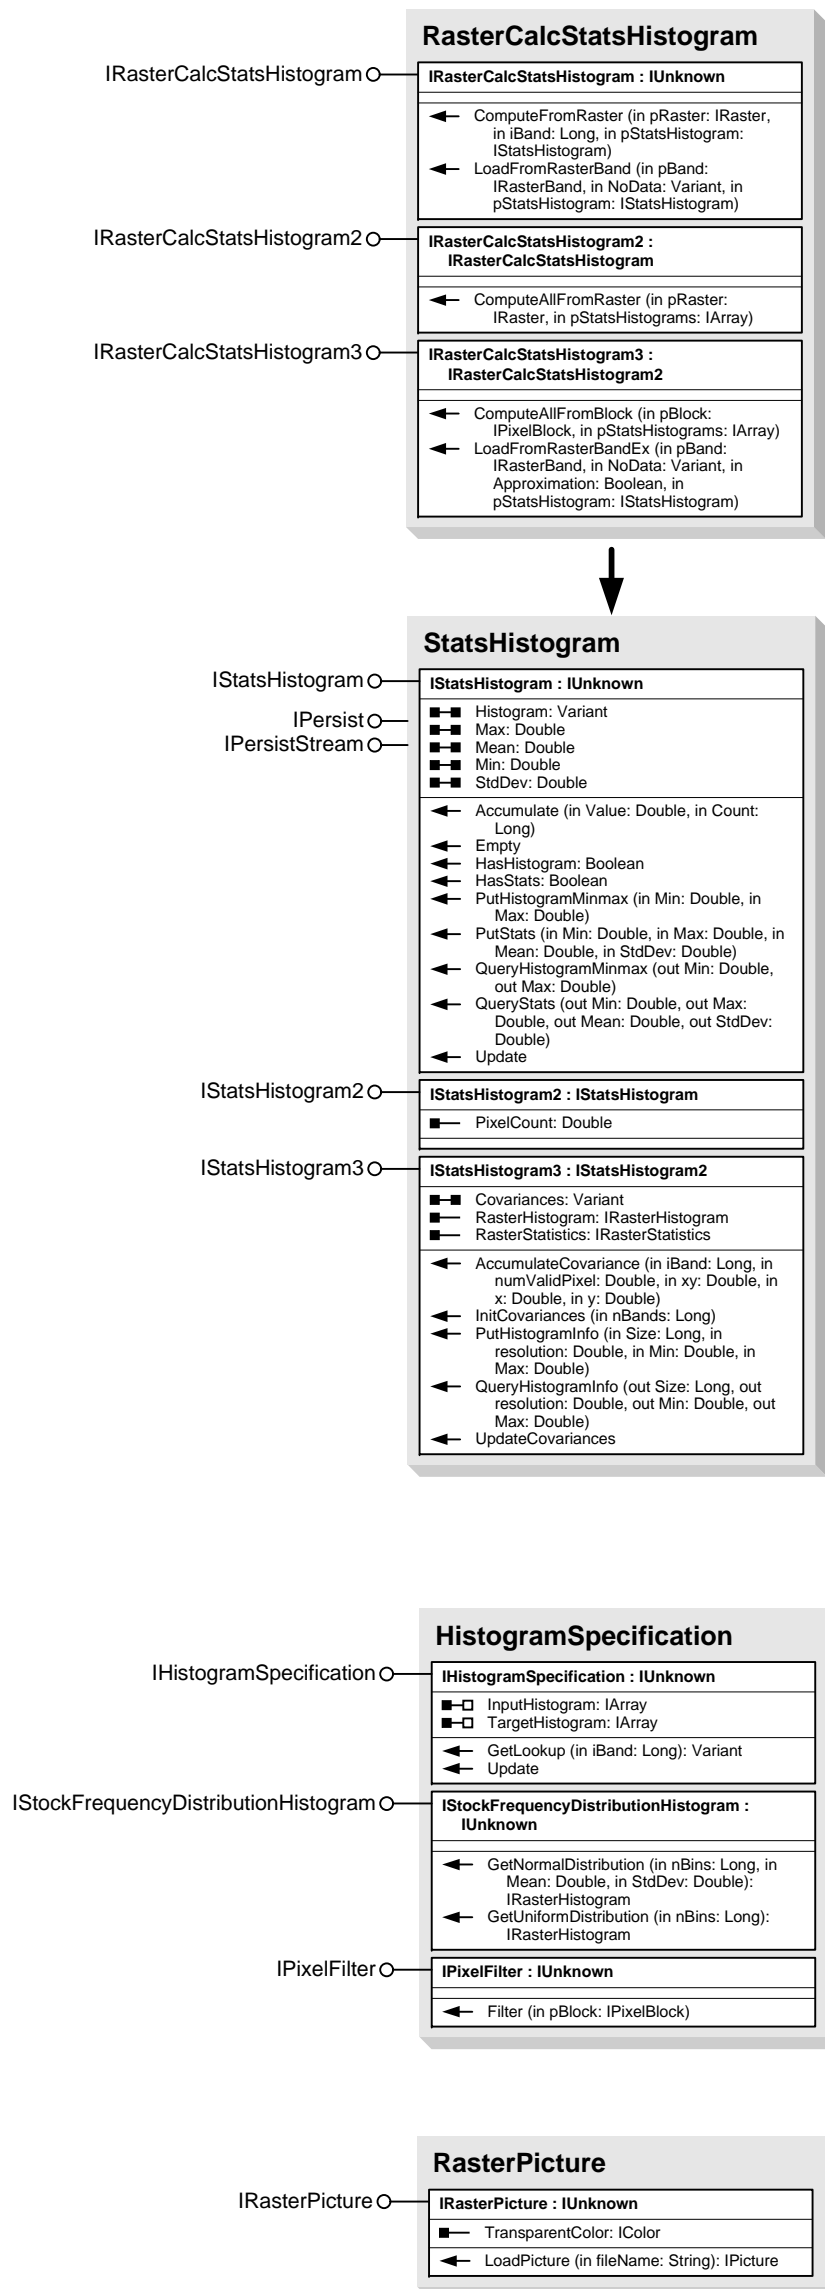 RasterCalcStatsHistogram
IRasterCalcStatsHistogram
IRasterCalcStatsHistogram : IUnknown
ComputeFromRaster (in pRaster: IRaster,
in iBand: Long, in pStatsHistogram:
IStatsHistogram)
LoadFromRasterBand (in pBand:
IRasterBand, in NoData: Variant, in
pStatsHistogram: IStatsHistogram)
IRasterCalcStatsHistogram2
IRasterCalcStatsHistogram2 :
IRasterCalcStatsHistogram
ComputeAllFromRaster (in pRaster:
IRaster, in pStatsHistograms: IArray)
IRasterCalcStatsHistogram3
IRasterCalcStatsHistogram3 :
IRasterCalcStatsHistogram2
ComputeAllFromBlock (in pBlock:
IPixelBlock, in pStatsHistograms: IArray)
LoadFromRasterBandEx (in pBand:
IRasterBand, in NoData: Variant, in
Approximation: Boolean, in
pStatsHistogram: IStatsHistogram)
StatsHistogram
IStatsHistogram
IStatsHistogram : IUnknown
IPersist
IPersistStream
Histogram: Variant
Max: Double
Mean: Double
Min: Double
StdDev: Double
Accumulate (in Value: Double, in Count:
Long)
Empty
HasHistogram: Boolean
HasStats: Boolean
PutHistogramMinmax (in Min: Double, in
Max: Double)
PutStats (in Min: Double, in Max: Double, in
Mean: Double, in StdDev: Double)
QueryHistogramMinmax (out Min: Double,
out Max: Double)
QueryStats (out Min: Double, out Max:
Double, out Mean: Double, out StdDev:
Double)
Update
IStatsHistogram2
IStatsHistogram2 : IStatsHistogram
PixelCount: Double
IStatsHistogram3
IStatsHistogram3 : IStatsHistogram2
Covariances: Variant
RasterHistogram: IRasterHistogram
RasterStatistics: IRasterStatistics
AccumulateCovariance (in iBand: Long, in
numValidPixel: Double, in xy: Double, in
x: Double, in y: Double)
InitCovariances (in nBands: Long)
PutHistogramInfo (in Size: Long, in
resolution: Double, in Min: Double, in
Max: Double)
QueryHistogramInfo (out Size: Long, out
resolution: Double, out Min: Double, out
Max: Double)
UpdateCovariances
HistogramSpecification
IHistogramSpecification
IHistogramSpecification : IUnknown
InputHistogram: IArray
TargetHistogram: IArray
GetLookup (in iBand: Long): Variant
Update
IStockFrequencyDistributionHistogram
IStockFrequencyDistributionHistogram :
IUnknown
GetNormalDistribution (in nBins: Long, in
Mean: Double, in StdDev: Double):
IRasterHistogram
GetUniformDistribution (in nBins: Long):
IRasterHistogram
IPixelFilter
IPixelFilter : IUnknown
Filter (in pBlock: IPixelBlock)
RasterPicture
IRasterPicture
IRasterPicture : IUnknown
TransparentColor: IColor
LoadPicture (in fileName: String): IPicture